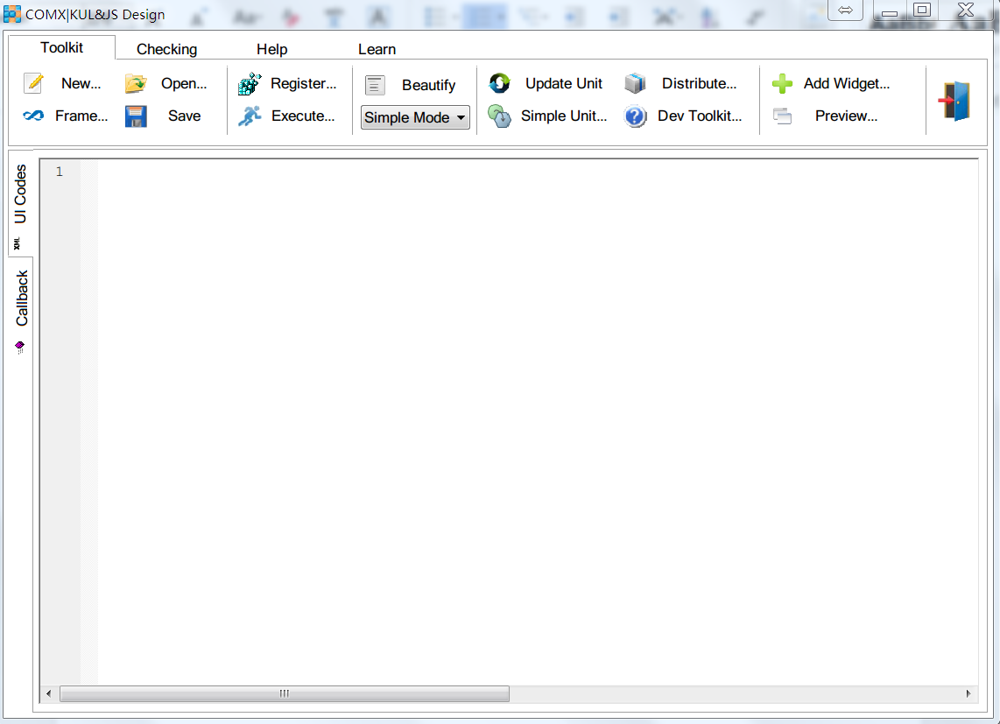 COMX|KUL&JS Design
Toolkit
Checking
Help
Learn
New...
Open...
Register...
Beautify
Update Unit
Distribute...
Add Widget...
Frame...
Save
Execute...
Simple Mode
Simple Unit...
Dev Toolkit...
Preview...
UI Codes
XML
Callback
1